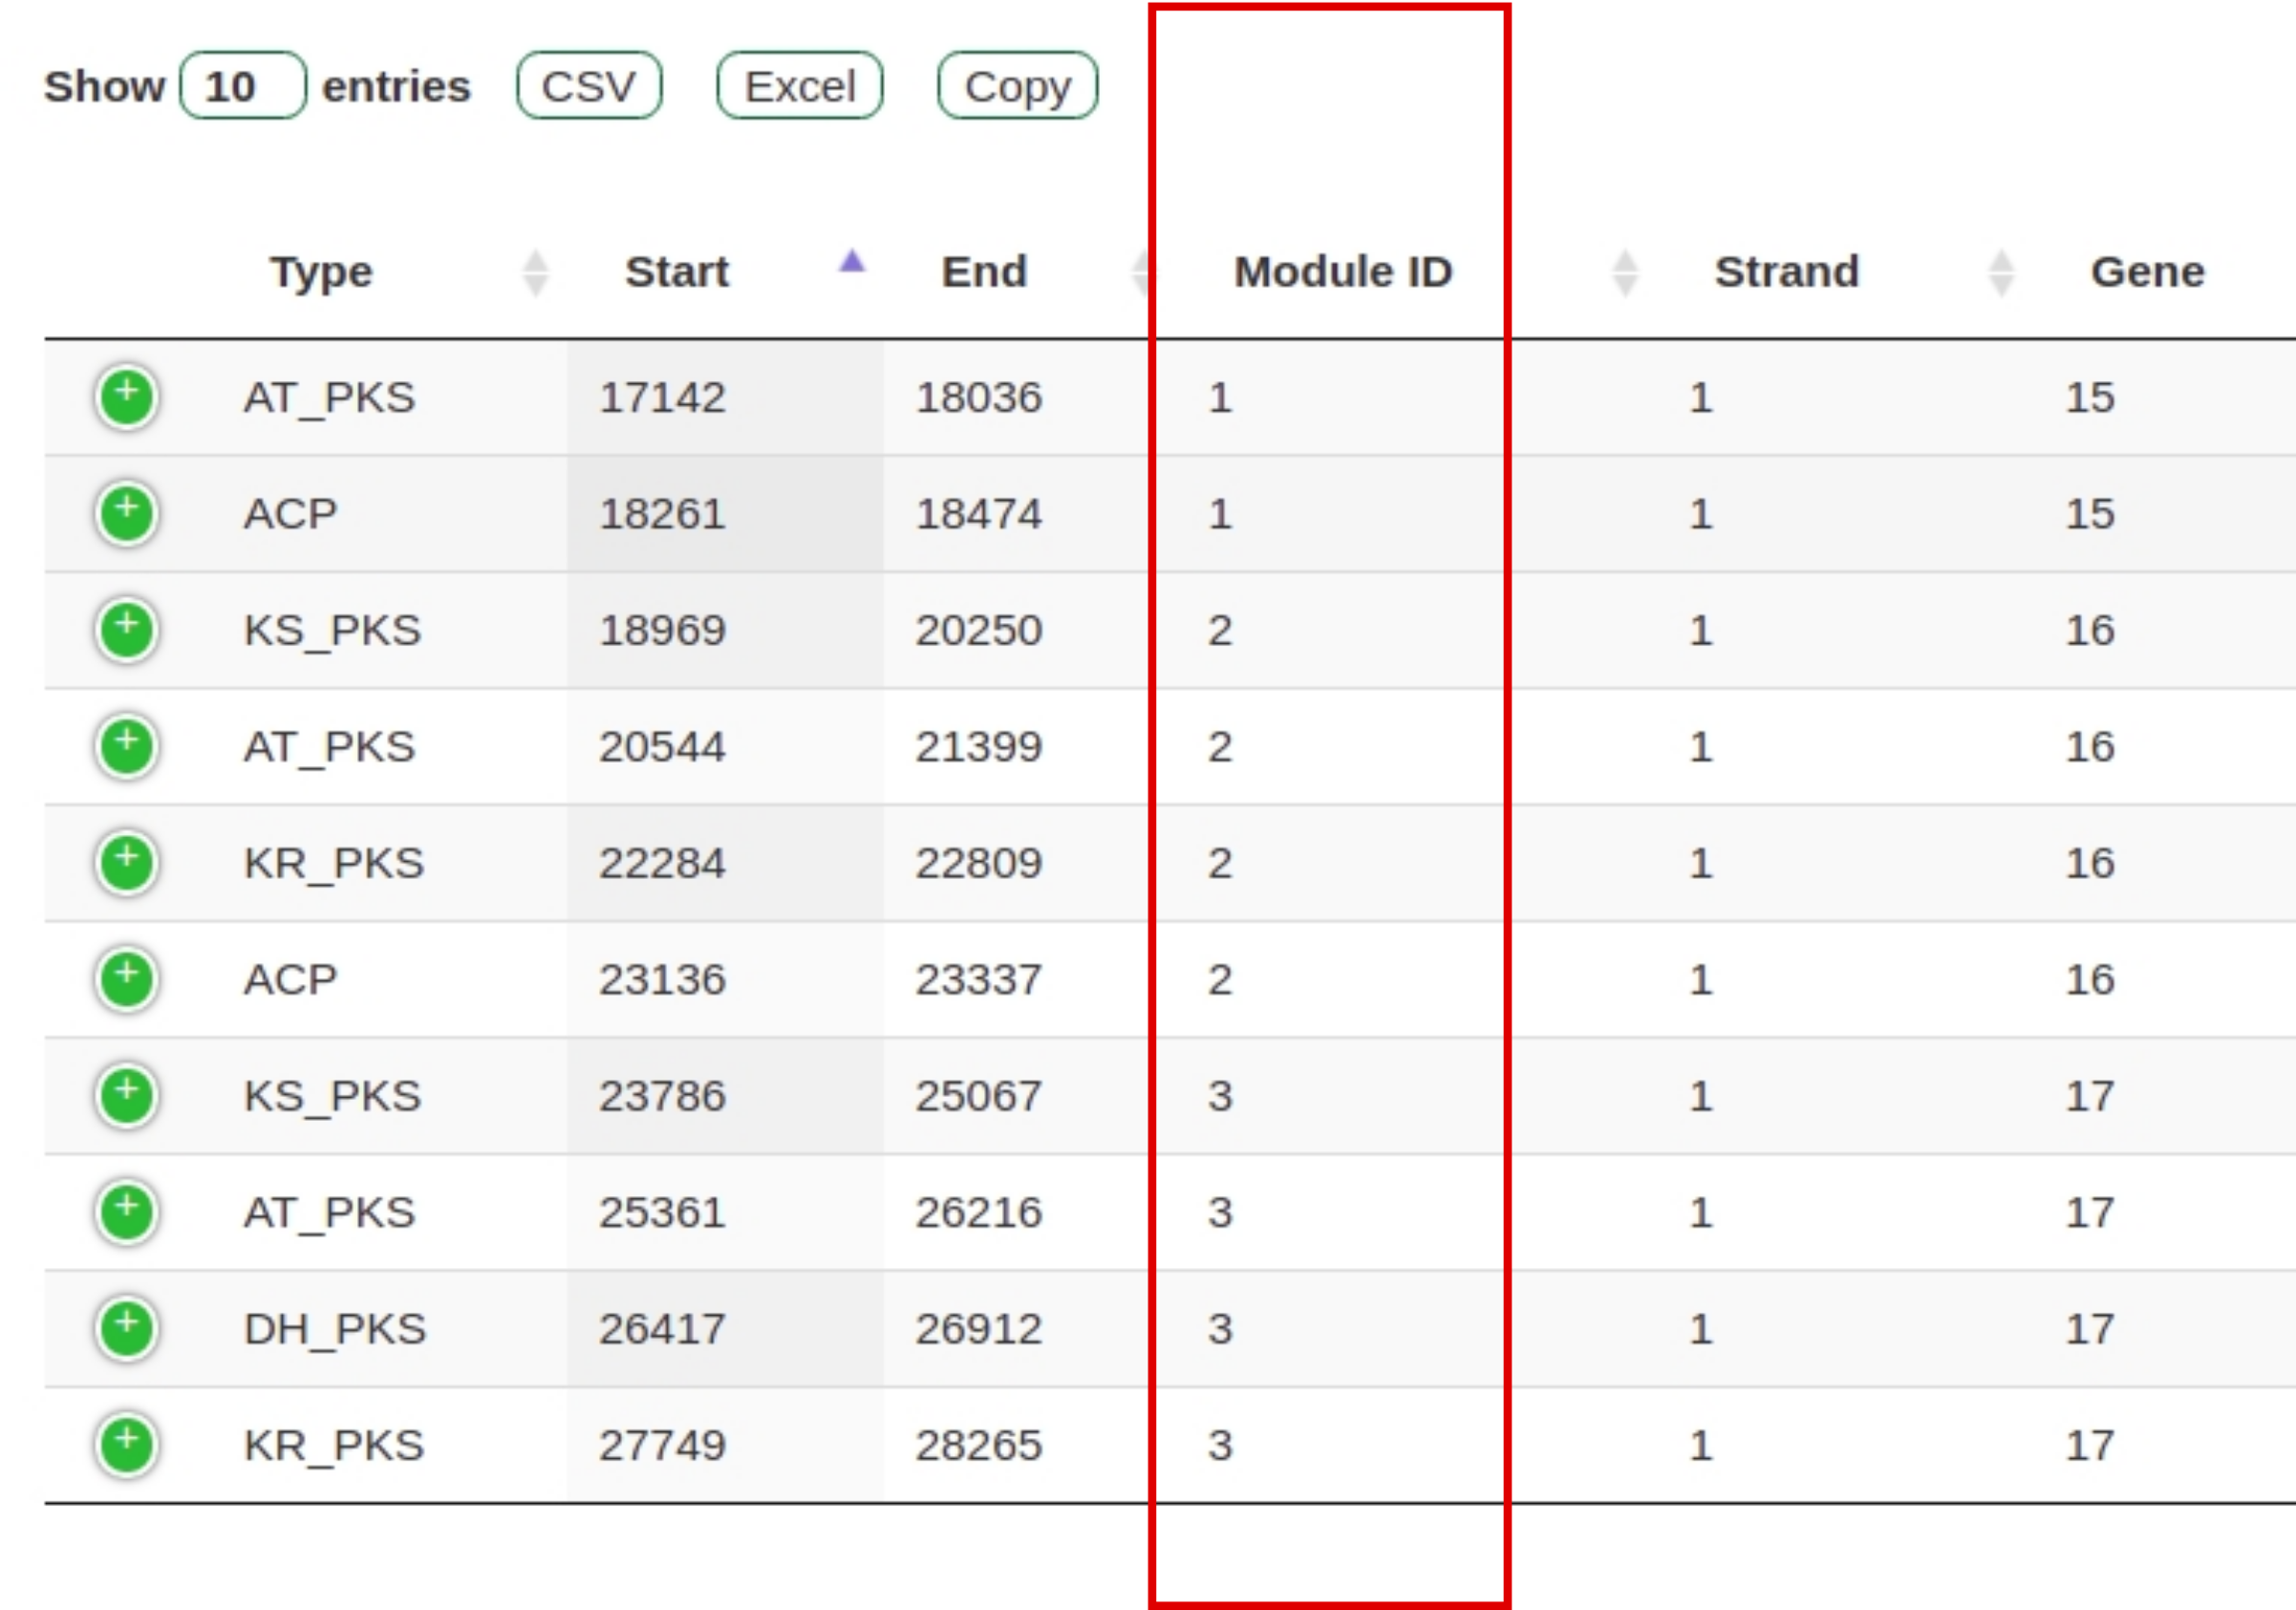 Show 10 entries CSV Excel Copy
Type Start End Module ID Strand Gene
AT_PKS 17142 18036 1 1 15
ACP 18261 18474 1 1 15
KS_PKS 18969 20250 2 1 16
AT_PKS 20544 21399 2 1 16
KR_PKS 22284 22809 2 1 16
ACP 23136 23337 2 1 16
KS_PKS 23786 25067 3 1 17
AT_PKS 25361 26216 3 1 17
DH_PKS 26417 26912 3 1 17
KR_PKS 27749 28265 3 1 17